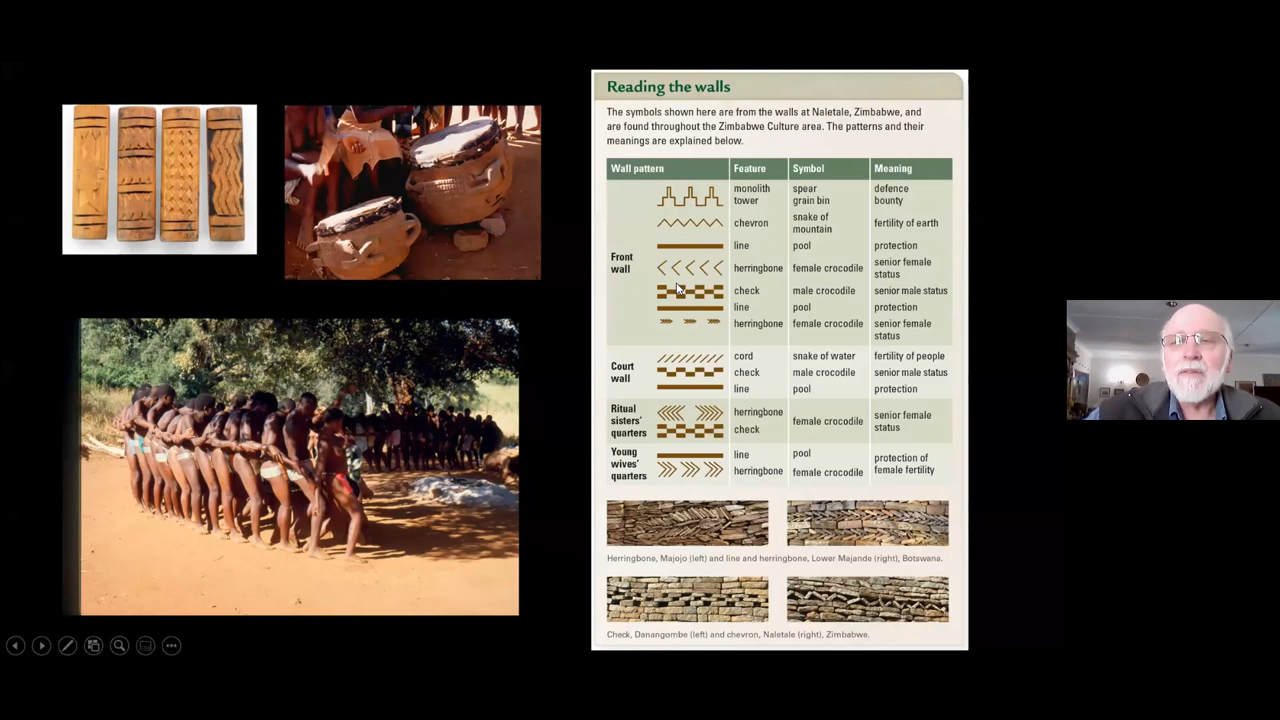 Reading the walls
The symbols shown here are from the walls at Naletale, Zimbabwe, and
are found throughout the Zimbabwe Culture area. The patterns and their
meanings are explained below.
Wall pattern Feature Symbol Meaning
Front
wall
monolith spear defence
tower grain bin bounty
chevron snake of
mountain fertility of earth
line pool protection
herringbone female crocodile senior female
status
check male crocodile senior male status
line pool protection
herringbone female crocodile senior female
status
Court
wall
cord snake of water fertility of people
check male crocodile senior male status
line pool protection
Ritual
sisters'
quarters
herringbone
check
female crocodile
senior female
status
Young
wives'
quarters
line pool
herringbone female crocodile
protection of
female fertility
Herringbone, Majojo (left) and line and herringbone, Lower Majande (right), Botswana.
Check, Danangombe (left) and chevron, Naletale (right), Zimbabwe.